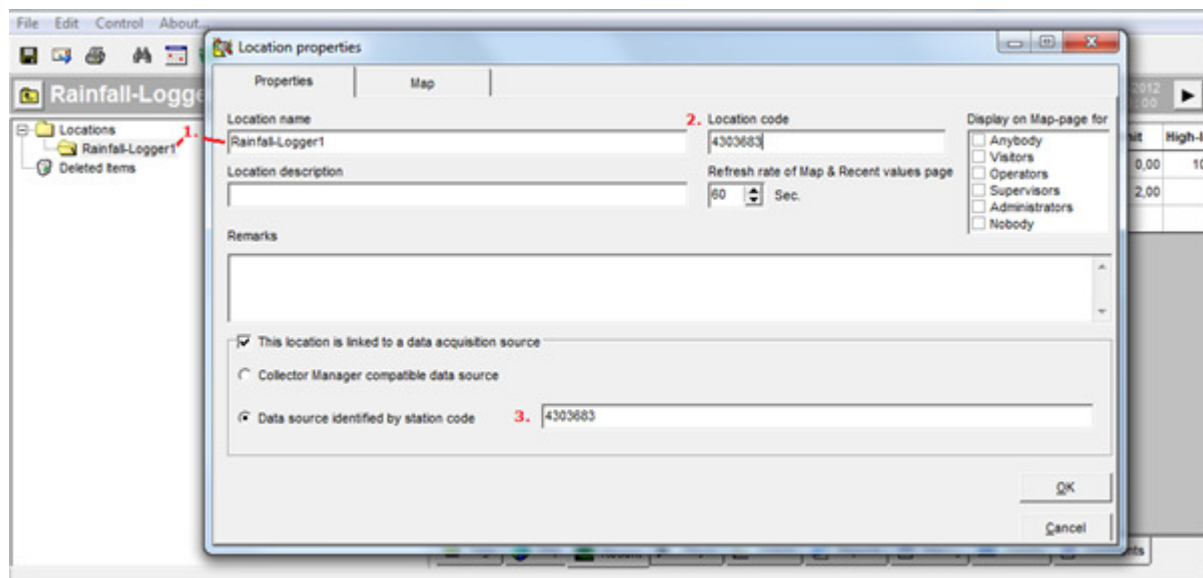 File Edit Control About...
Location properties
Rainfall-Logge
2012
Properties Map
Locations
1.
Rainfall-Logger1
Deleted Items
Location name
2. Location code
Display on Map-page for
Rainfall-Logger1
4303683
Anybody
Visitors
Operators
Supervisors
Administrators
Nobody
Location description
Refresh rate of Map & Recent values page
60 Sec.
High-l
0,00 10
2,00
Remarks
This location is linked to a data acquisition source
Collector Manager compatible data source
Data source identified by station code 3. 4303683
OK
Cancel